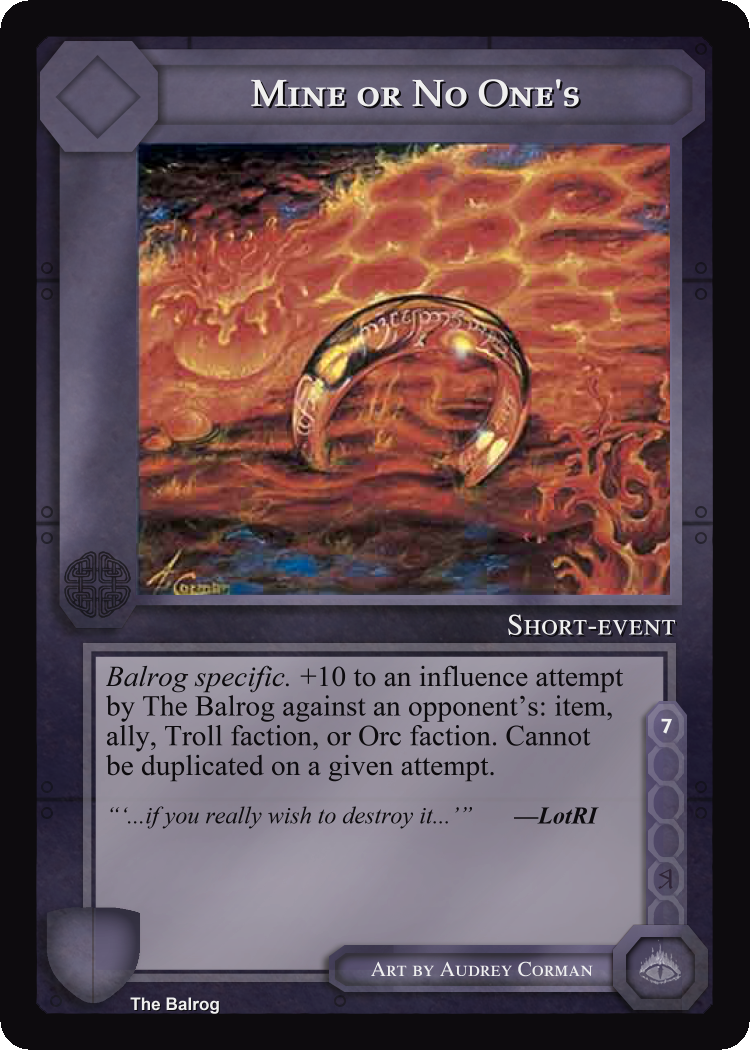 Mine or No One's
A Corman
Short-event
Balrog specific. +10 to an influence attempt
by The Balrog against an opponent's: item,
ally, Troll faction, or Orc faction. Cannot
be duplicated on a given attempt.
7
“‘...if you really wish to destroy it...’” —LotRI
Art by Audrey Corman
The Balrog